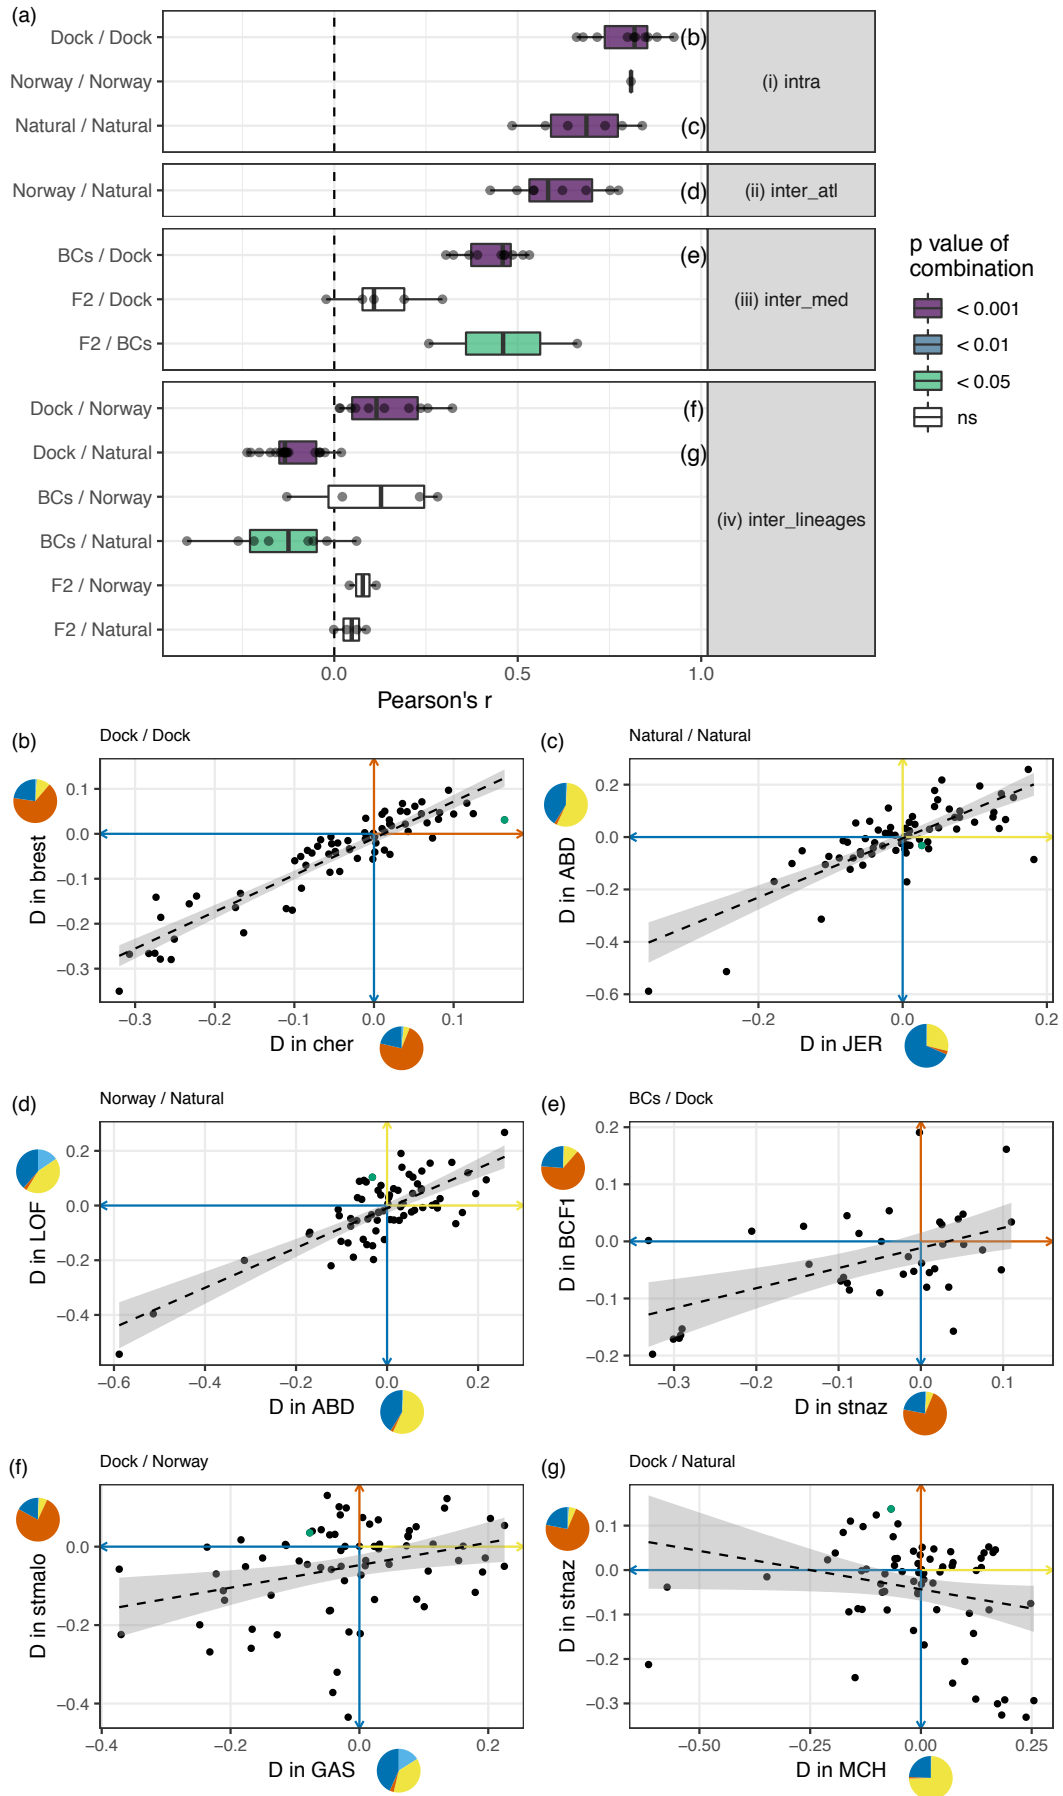 (a)
Dock / Dock
(b)
Norway / Norway
(i) intra
Natural / Natural
(c)
Norway / Natural
(d)
(ii) inter_atl
BCs / Dock
(e)
F2 / Dock
(iii) inter_med
F2 / BCs
Dock / Norway
(f)
Dock / Natural
(g)
BCs / Norway
(iv) inter_lineages
BCs / Natural
F2 / Norway
F2 / Natural
0.0
0.5
1.0
Pearson's r
p value of
combination
< 0.001
< 0.01
< 0.05
ns
(b)
Dock / Dock
0.1
0.0
−0.1
−0.2
−0.3
D in brest
−0.3
−0.2
−0.1
0.0
0.1
D in cher
(c)
Natural / Natural
0.2
0.0
−0.2
−0.4
−0.6
D in ABD
−0.2
0.0
0.2
D in JER
(d)
Norway / Natural
0.2
0.0
−0.2
−0.4
D in LOF
−0.6
−0.4
−0.2
0.0
0.2
D in ABD
(e)
BCs / Dock
0.2
0.1
0.0
−0.1
−0.2
D in BCF1
−0.3
−0.2
−0.1
0.0
0.1
D in stnaz
(f)
Dock / Norway
0.0
−0.2
−0.4
D in stmalo
−0.4
−0.2
0.0
0.2
D in GAS
(g)
Dock / Natural
0.1
0.0
−0.1
−0.2
−0.3
D in stnaz
−0.50
−0.25
0.00
0.25
D in MCH